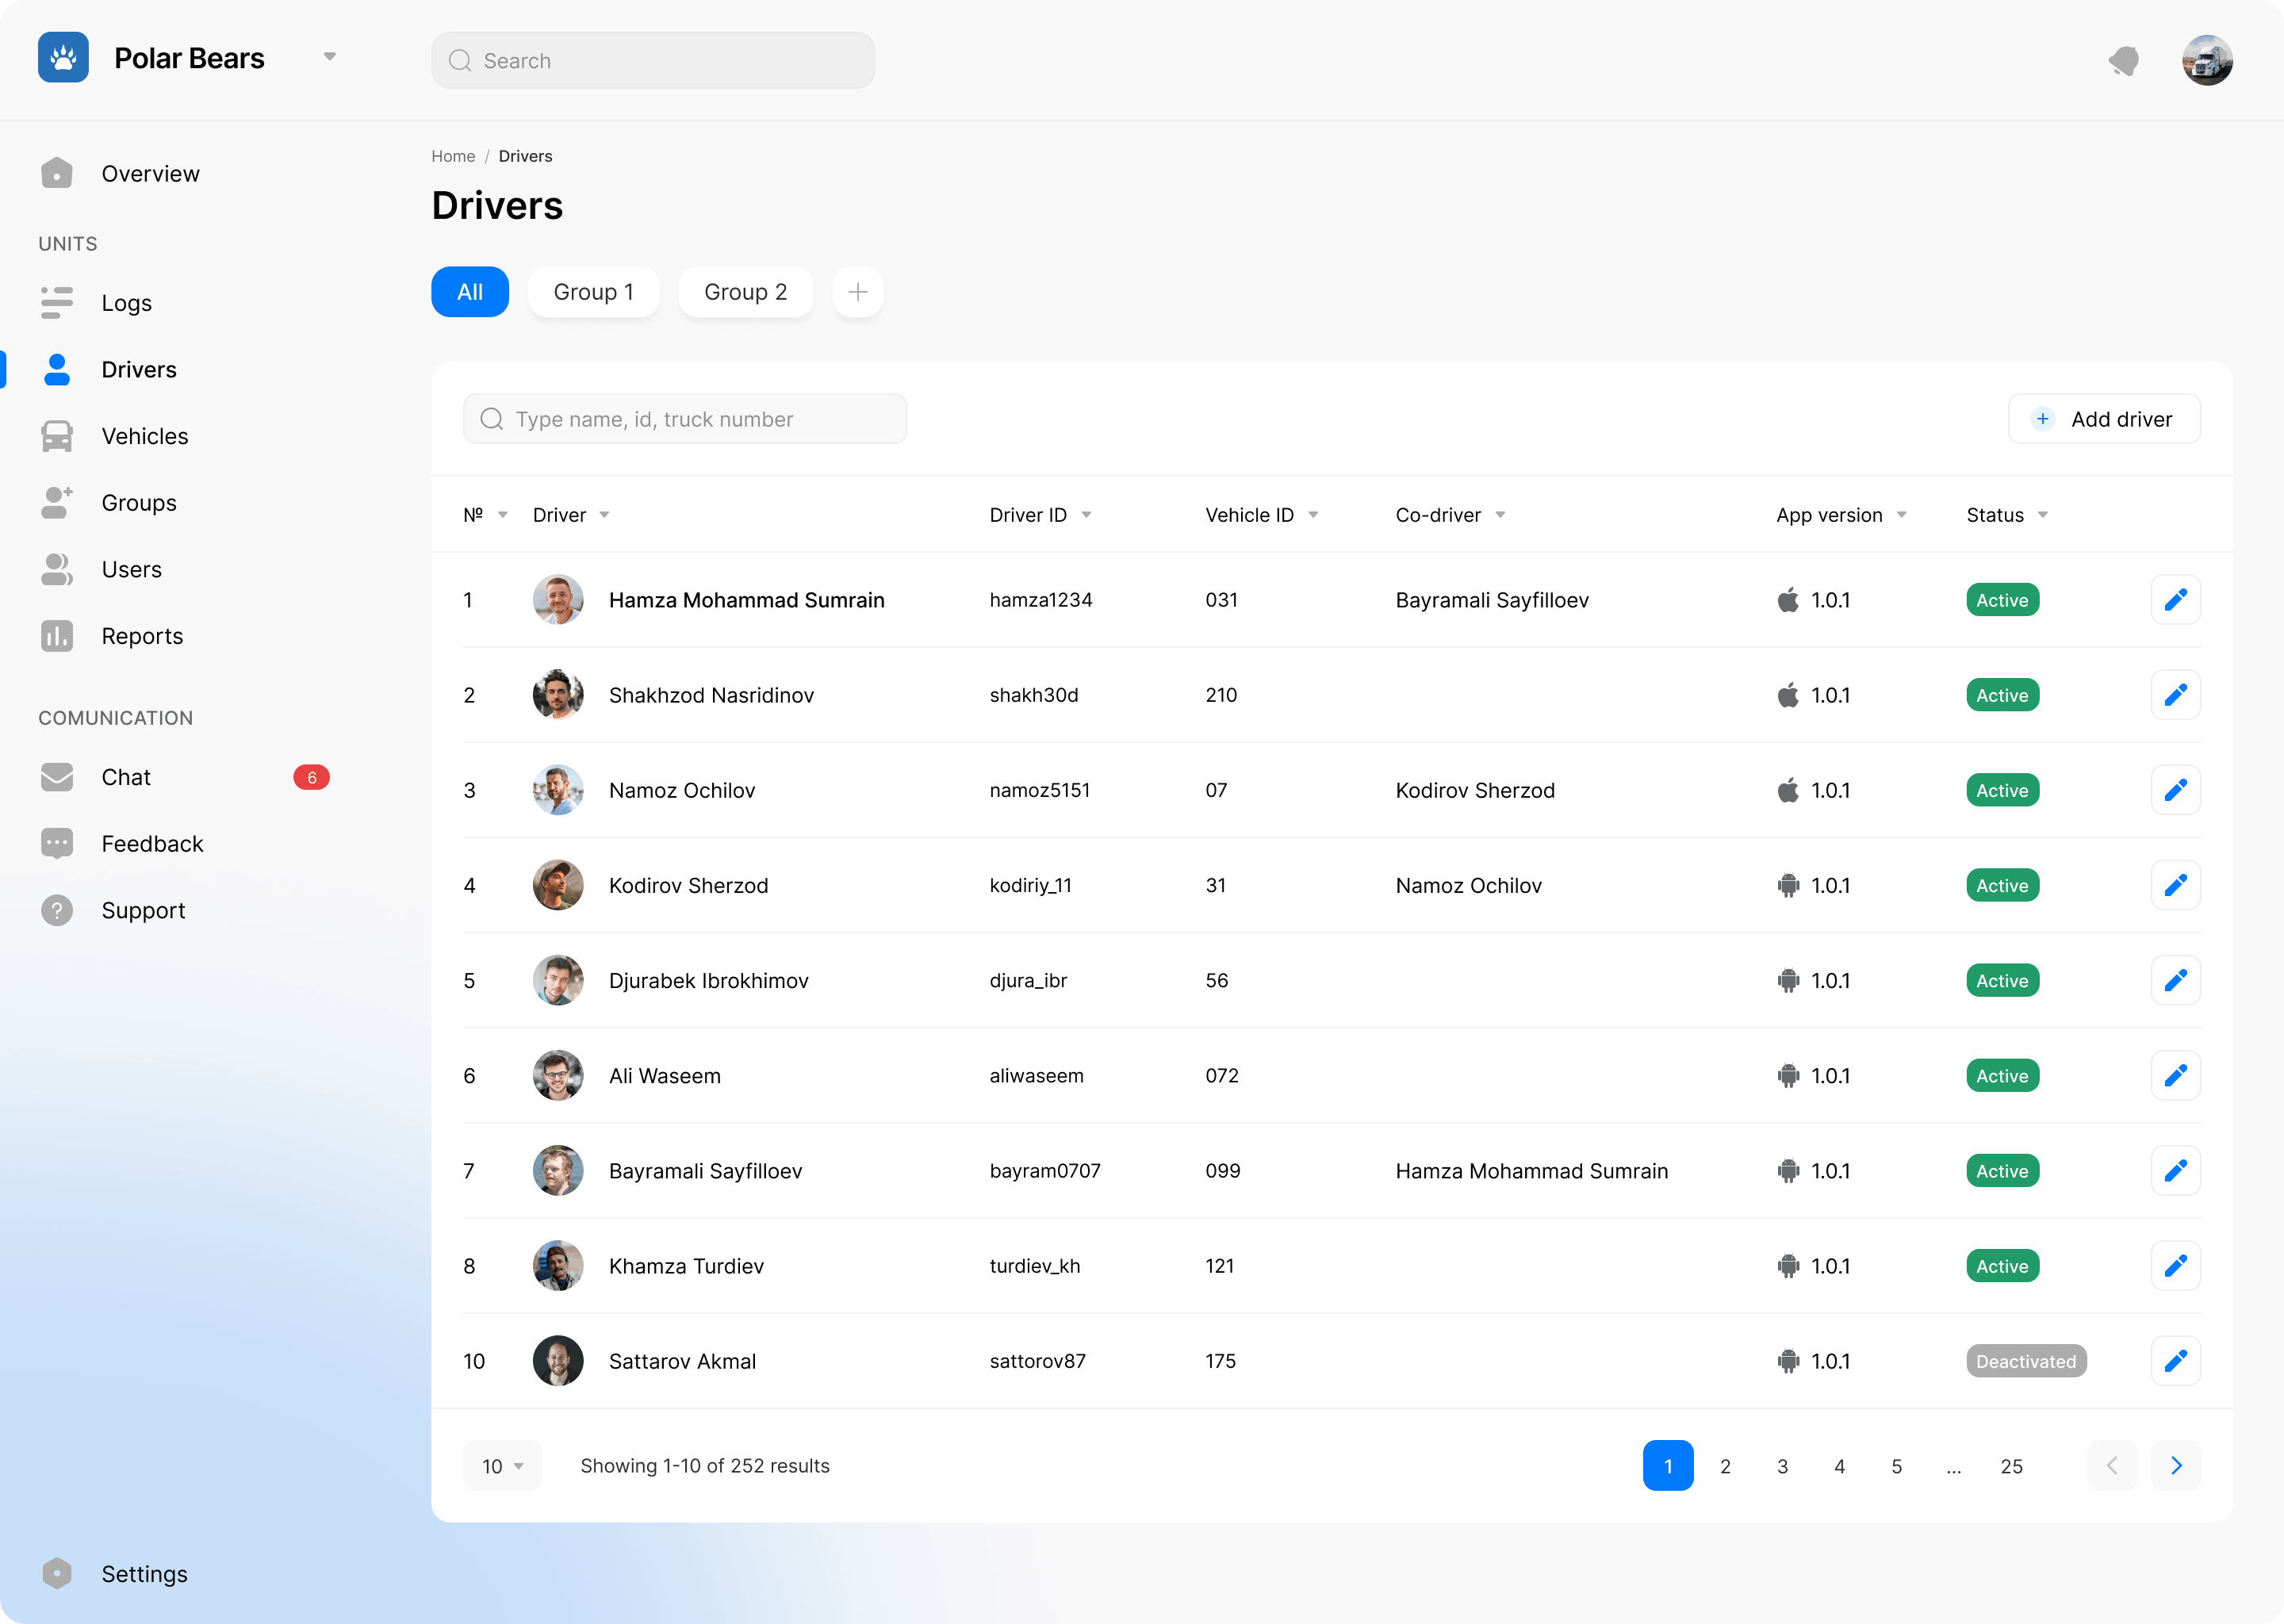 Polar Bears
Search
Home / Drivers
Overview
Drivers
UNITS
All
Group 1
Group 2
Logs
Drivers
Type name, id, truck number
Add driver
Vehicles
Groups
№ Driver Driver ID Vehicle ID Co-driver App version Status
Users
1 Hamza Mohammad Sumrain hamza1234 031 Bayramali Sayfilloev 1.0.1 Active
Reports
2 Shakhzod Nasridinov shakh30d 210 1.0.1 Active
COMUNICATION
Chat 6
3 Namoz Ochilov namoz5151 07 Kodirov Sherzod 1.0.1 Active
Feedback
4 Kodirov Sherzod kodiriy_11 31 Namoz Ochilov 1.0.1 Active
Support
5 Djurabek Ibrokhimov djura_ibr 56 1.0.1 Active
6 Ali Waseem aliwaseem 072 1.0.1 Active
7 Bayramali Sayfilloev bayram0707 099 Hamza Mohammad Sumrain 1.0.1 Active
8 Khamza Turdiev turdiev_kh 121 1.0.1 Active
10 Sattarov Akmal sattorov87 175 1.0.1 Deactivated
10 Showing 1-10 of 252 results 1 2 3 4 5 ... 25
Settings